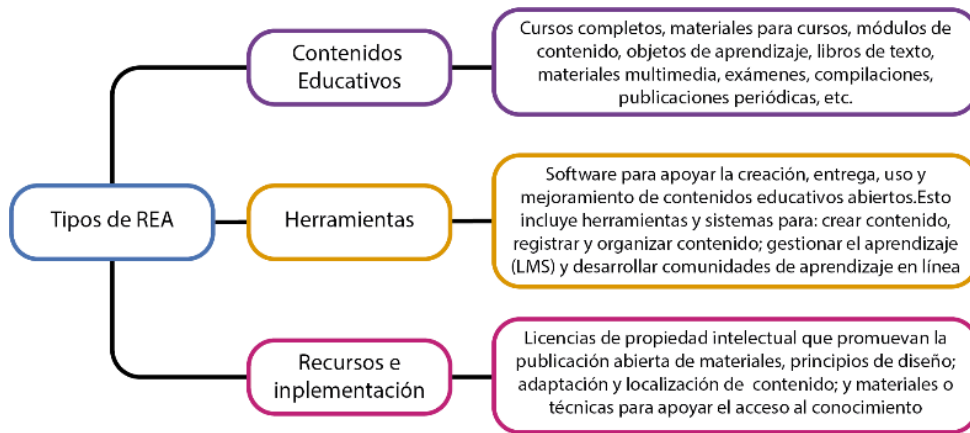 Tipos de REA
Contenidos
Educativos
Cursos completos, materiales para cursos, módulos de
contenido, objetos de aprendizaje, libros de texto,
materiales multimedia, exámenes, compilaciones,
publicaciones periódicas, etc.
Herramientas
Software para apoyar la creación, entrega, uso y
mejoramiento de contenidos educativos abiertos.Esto
incluye herramientas y sistemas para: crear contenido,
registrar y organizar contenido; gestionar el aprendizaje
(LMS) y desarrollar comunidades de aprendizaje en línea
Recursos e
inplementación
Licencias de propiedad intelectual que promuevan la
publicación abierta de materiales, principios de diseño;
adaptación y localización de contenido; y materiales o
técnicas para apoyar el acceso al conocimiento